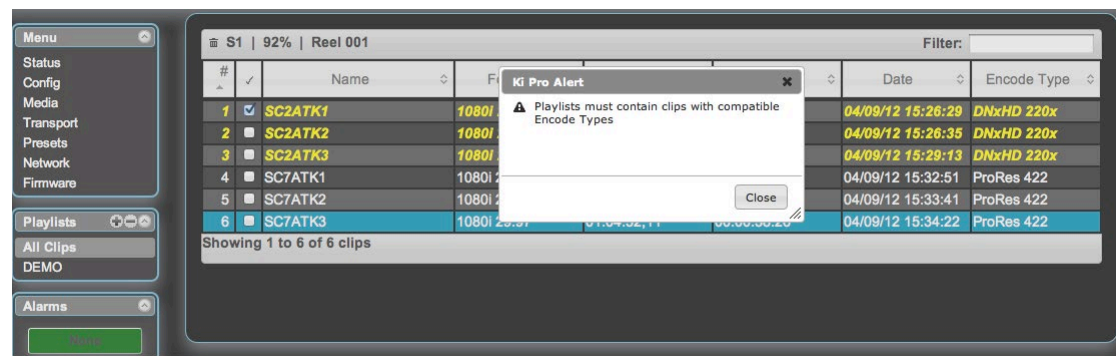 Menu
Status
Config
Media
Transport
Presets
Network
Firmware
Playlists
All Clips
DEMO
Alarms
None
S1 | 92% | Reel 001
Filter:
# ✓ Name Date Encode Type
1 SC2ATK1 1080i 04/09/12 15:26:29 DNxHD 220x
2 SC2ATK2 1080i 04/09/12 15:26:35 DNxHD 220x
3 SC2ATK3 1080i 04/09/12 15:29:13 DNxHD 220x
4 SC7ATK1 1080i 04/09/12 15:32:51 ProRes 422
5 SC7ATK2 1080i 04/09/12 15:33:41 ProRes 422
6 SC7ATK3 1080i 29.97 04/09/12 15:34:22 ProRes 422
Showing 1 to 6 of 6 clips
Ki Pro Alert
Playlists must contain clips with compatible
Encode Types
Close